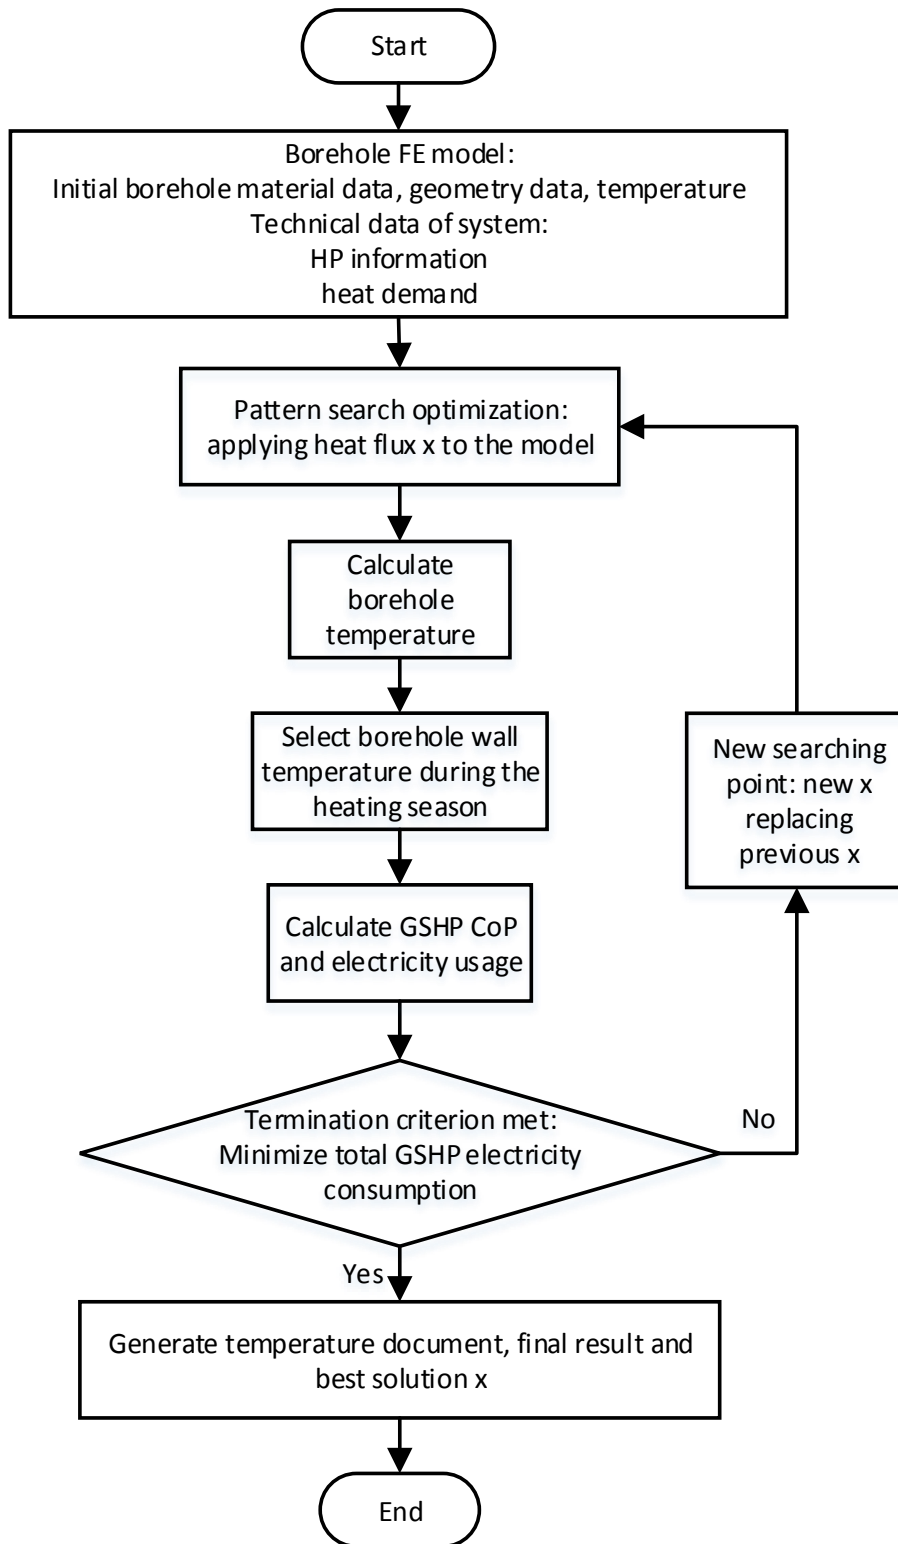 Start
Borehole FE model:
Initial borehole material data, geometry data, temperature
Technical data of system:
HP information
heat demand
Pattern search optimization:
applying heat flux x to the model
Calculate
borehole
temperature
Select borehole wall
temperature during the
heating season
New searching
point: new x
replacing
previous x
Calculate GSHP CoP
and electricity usage
Termination criterion met:
Minimize total GSHP electricity
consumption
No
Yes
Generate temperature document, final result and
best solution x
End